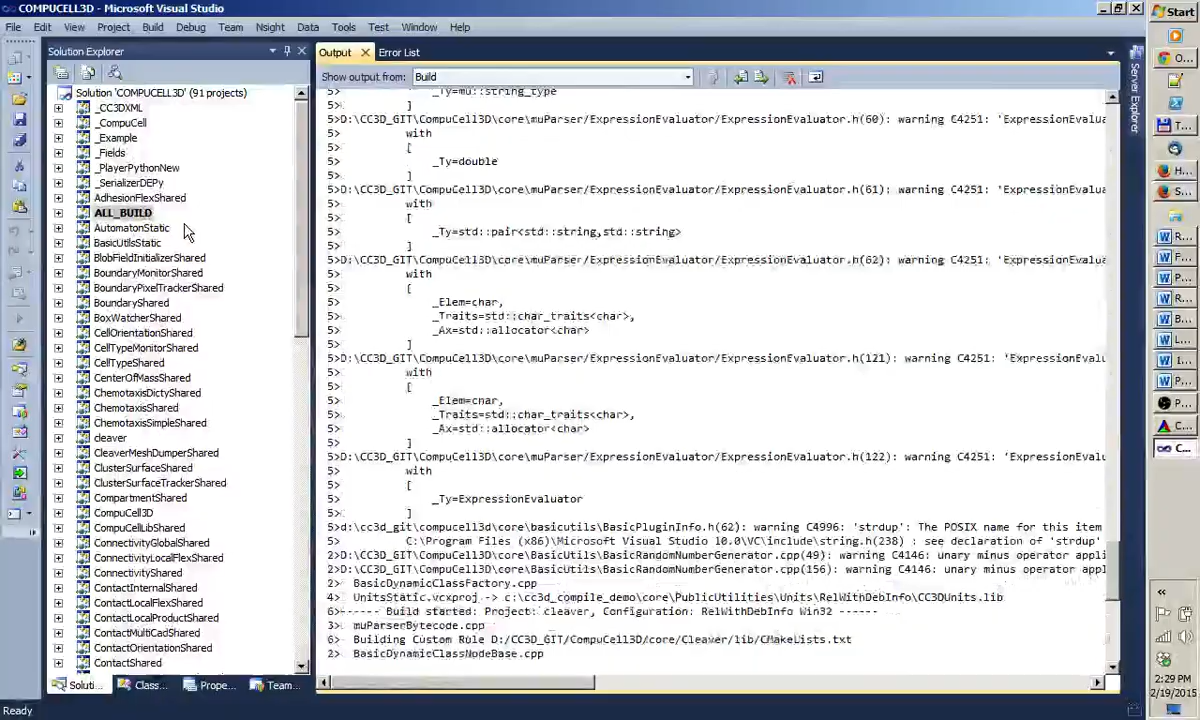 COMPUCELL3D - Microsoft Visual Studio
Start
File Edit View Project Build Debug Team Nsight Data Tools Test Window Help
Solution Explorer
Output
Error List
Show output from: Build
Server Explorer
Solution 'COMPUCELL3D' (91 projects)
_CC3DXML
_CompuCell
_Example
_Fields
_PlayerPythonNew
_SerializerDEPy
AdhesionFlexShared
ALL_BUILD
AutomatonStatic
BasicUtilsStatic
BlobFieldInitializerShared
BoundaryMonitorShared
BoundaryPixelTrackerShared
BoundaryShared
BoxWatcherShared
CellOrientationShared
CellTypeMonitorShared
CellTypeShared
CenterOfMassShared
ChemotaxisDictyShared
ChemotaxisShared
ChemotaxisSimpleShared
cleaver
CleaverMeshDumperShared
ClusterSurfaceShared
ClusterSurfaceTrackerShared
CompartmentShared
CompuCell3D
CompuCellLibShared
ConnectivityGlobalShared
ConnectivityLocalFlexShared
ConnectivityShared
ContactInternalShared
ContactLocalFlexShared
ContactLocalProductShared
ContactMultiCadShared
ContactOrientationShared
ContactShared
5> _Ty=mu::string_type
5> ]
5>D:\CC3D_GIT\CompuCell3D\core\muParser/ExpressionEvaluator/ExpressionEvaluator.h(60): warning C4251: 'ExpressionEvalu
5> with
5> [
5> _Ty=double
5> ]
5>D:\CC3D_GIT\CompuCell3D\core\muParser/ExpressionEvaluator/ExpressionEvaluator.h(61): warning C4251: 'ExpressionEvalu
5> with
5> [
5> _Ty=std::pair<std::string,std::string>
5> ]
5>D:\CC3D_GIT\CompuCell3D\core\muParser/ExpressionEvaluator/ExpressionEvaluator.h(62): warning C4251: 'ExpressionEvalu
5> with
5> [
5> _Elem=char,
5> _Traits=std::char_traits<char>,
5> _Ax=std::allocator<char>
5> ]
5>D:\CC3D_GIT\CompuCell3D\core\muParser/ExpressionEvaluator/ExpressionEvaluator.h(121): warning C4251: 'ExpressionEval
5> with
5> [
5> _Elem=char,
5> _Traits=std::char_traits<char>,
5> _Ax=std::allocator<char>
5> ]
5>D:\CC3D_GIT\CompuCell3D\core\muParser/ExpressionEvaluator/ExpressionEvaluator.h(122): warning C4251: 'ExpressionEval
5> with
5> [
5> _Ty=ExpressionEvaluator
5> ]
5>d:\cc3d_git\compucell3d\core\basicutils\BasicPluginInfo.h(62): warning C4996: 'strdup': The POSIX name for this item
5> C:\Program Files (x86)\Microsoft Visual Studio 10.0\VC\include\string.h(238) : see declaration of 'strdup'
2>D:\CC3D_GIT\CompuCell3D\core\BasicUtils\BasicRandomNumberGenerator.cpp(49): warning C4146: unary minus operator appli
2>D:\CC3D_GIT\CompuCell3D\core\BasicUtils\BasicRandomNumberGenerator.cpp(156): warning C4146: unary minus operator appl
2> BasicDynamicClassFactory.cpp
4> UnitsStatic.vcxproj -> c:\cc3d_compile_demo\core\PublicUtilities\Units\RelWithDebInfo\CC3DUnits.lib
6>------ Build started: Project: cleaver, Configuration: RelWithDebInfo Win32 ------
3> muParserBytecode.cpp
6> Building Custom Rule D:/CC3D_GIT/CompuCell3D/core/Cleaver/lib/CMakeLists.txt
2> BasicDynamicClassNodeBase.cpp
Soluti...
Class...
Prope...
Team...
Ready
O...
T...
H...
S...
R...
F...
P...
R...
B...
L...
1...
P...
P...
C...
C...
2:29 PM
2/19/2015